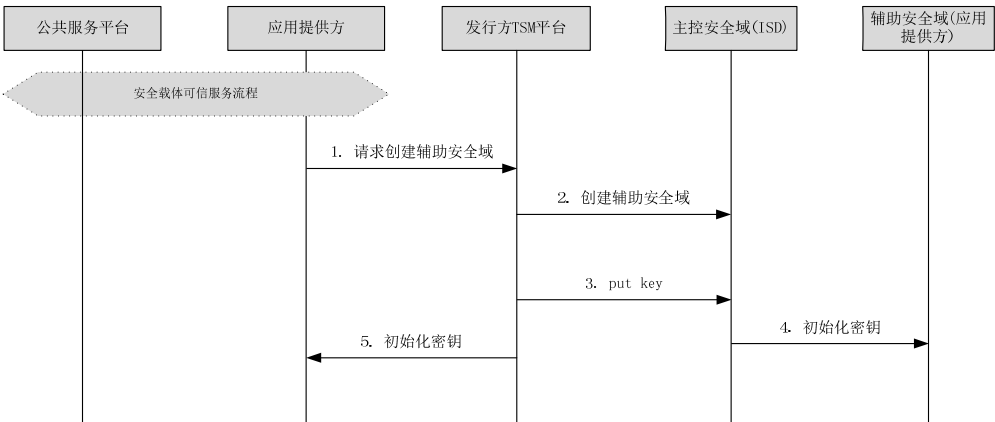 公共服务平台
应用提供方
发行方TSM平台
主控安全域(ISD)
辅助安全域(应用
提供方)
安全载体可信服务流程
1. 请求创建辅助安全域
2. 创建辅助安全域
3. put key
4. 初始化密钥
5. 初始化密钥